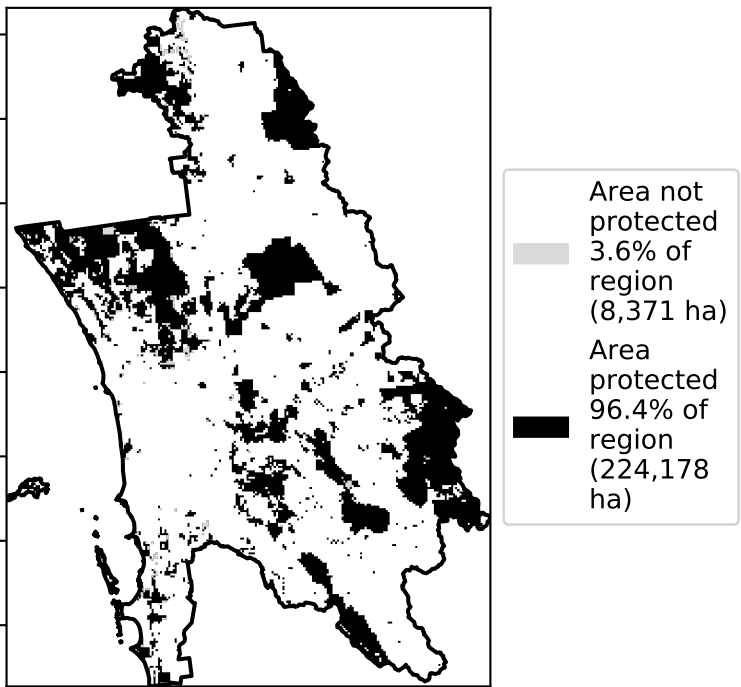 Area not
protected
3.6% of
region
(8,371 ha)
Area
protected
96.4% of
region
(224,178
ha)